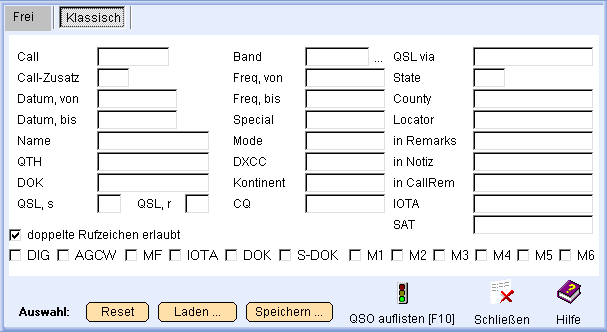 Frei Klassisch
Call Band ... QSL via
Call-Zusatz Freq, von State
Datum, von Freq, bis County
Datum, bis Special Locator
Name Mode in Remarks
QTH DXCC in Notiz
DOK Kontinent in CallRem
QSL, s QSL, r CQ IOTA
SAT
doppelte Rufzeichen erlaubt
DIG AGCW MF IOTA DOK S-DOK M1 M2 M3 M4 M5 M6
Auswahl: Reset Laden ... Speichern ... QSO auflisten [F10] Schließen Hilfe